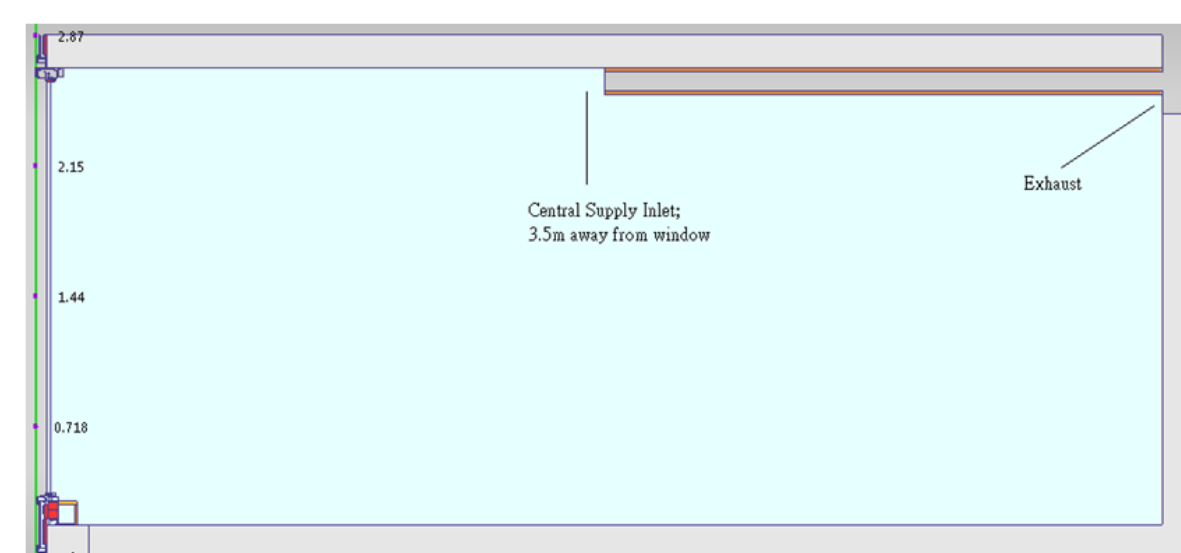 2.87
2.15
Exhaust
Central Supply Inlet;
3.5m away from window
1.44
0.718